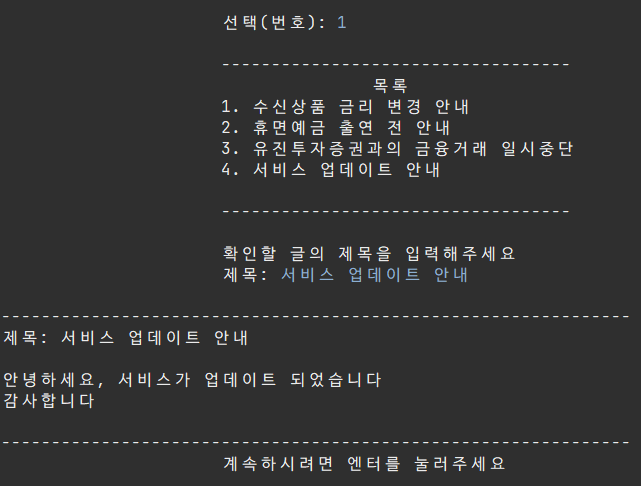 선택(번호): 1
-----------------------------------
목록
1. 수신상품 금리 변경 안내
2. 휴면예금 출연 전 안내
3. 유진투자증권과의 금융거래 일시중단
4. 서비스 업데이트 안내
-----------------------------------
확인할 글의 제목을 입력해주세요
제목: 서비스 업데이트 안내
---------------------------------------------------------------
제목: 서비스 업데이트 안내
안녕하세요, 서비스가 업데이트 되었습니다
감사합니다
---------------------------------------------------------------
계속하시려면 엔터를 눌러주세요